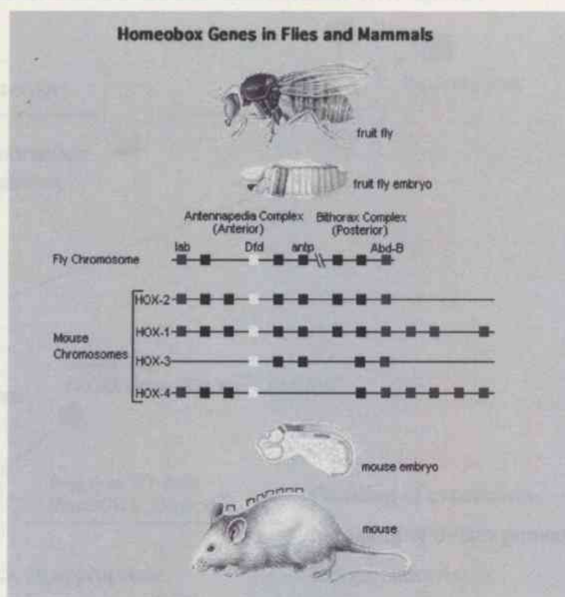 Homeobox Genes in Flies and Mammals
fruit fly
fruit fly embryo
Antennapedia Complex
(Anterior)
Bithorax Complex
(Posterior)
lab
Dfd
antp
Abd-B
Fly Chromosome
Mouse
Chromosomes
HOX-2
HOX-1
HOX-3
HOX-4
mouse embryo
mouse